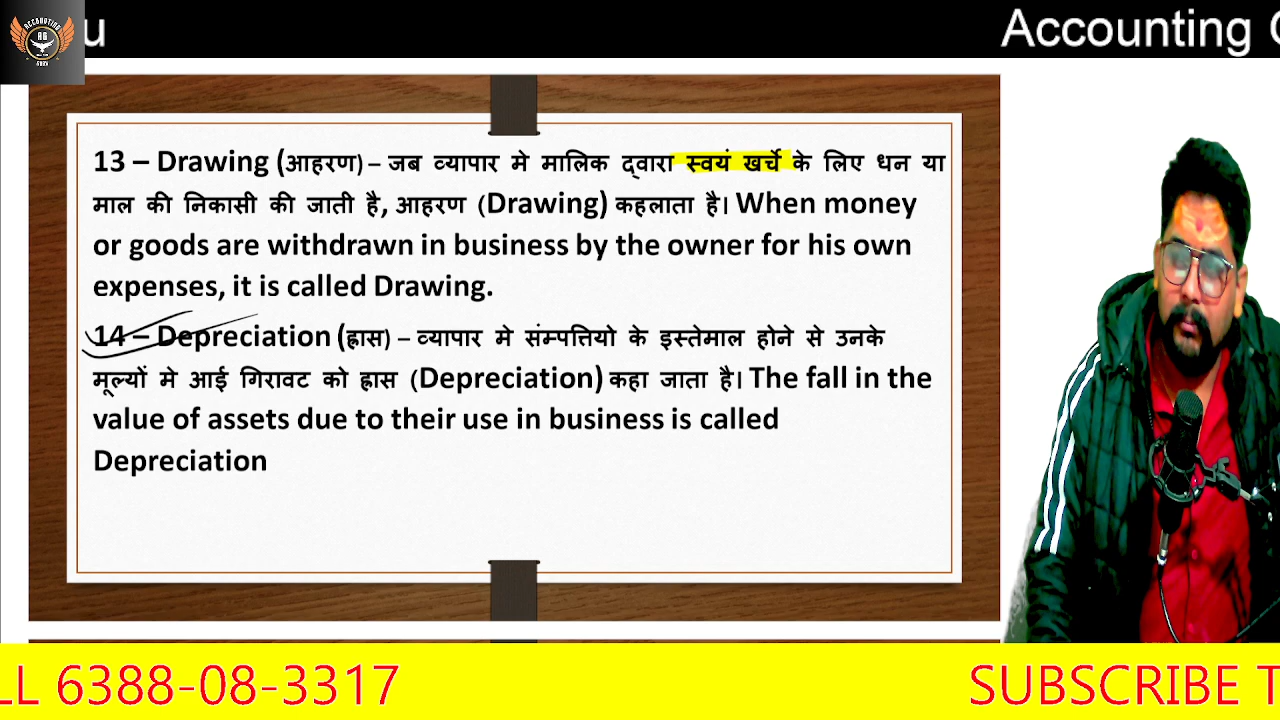 u
Accounting
ACCOUNTING
AG
GURU
13 – Drawing (आहरण) – जब व्यापार मे मालिक द्वारा स्वयं खर्चे के लिए धन या
माल की निकासी की जाती है, आहरण (Drawing) कहलाता है। When money
or goods are withdrawn in business by the owner for his own
expenses, it is called Drawing.
14 – Depreciation (ह्रास) – व्यापार मे संम्पत्तियो के इस्तेमाल होने से उनके
मूल्यों मे आई गिरावट को ह्रास (Depreciation) कहा जाता है। The fall in the
value of assets due to their use in business is called
Depreciation
LL 6388-08-3317
SUBSCRIBE T